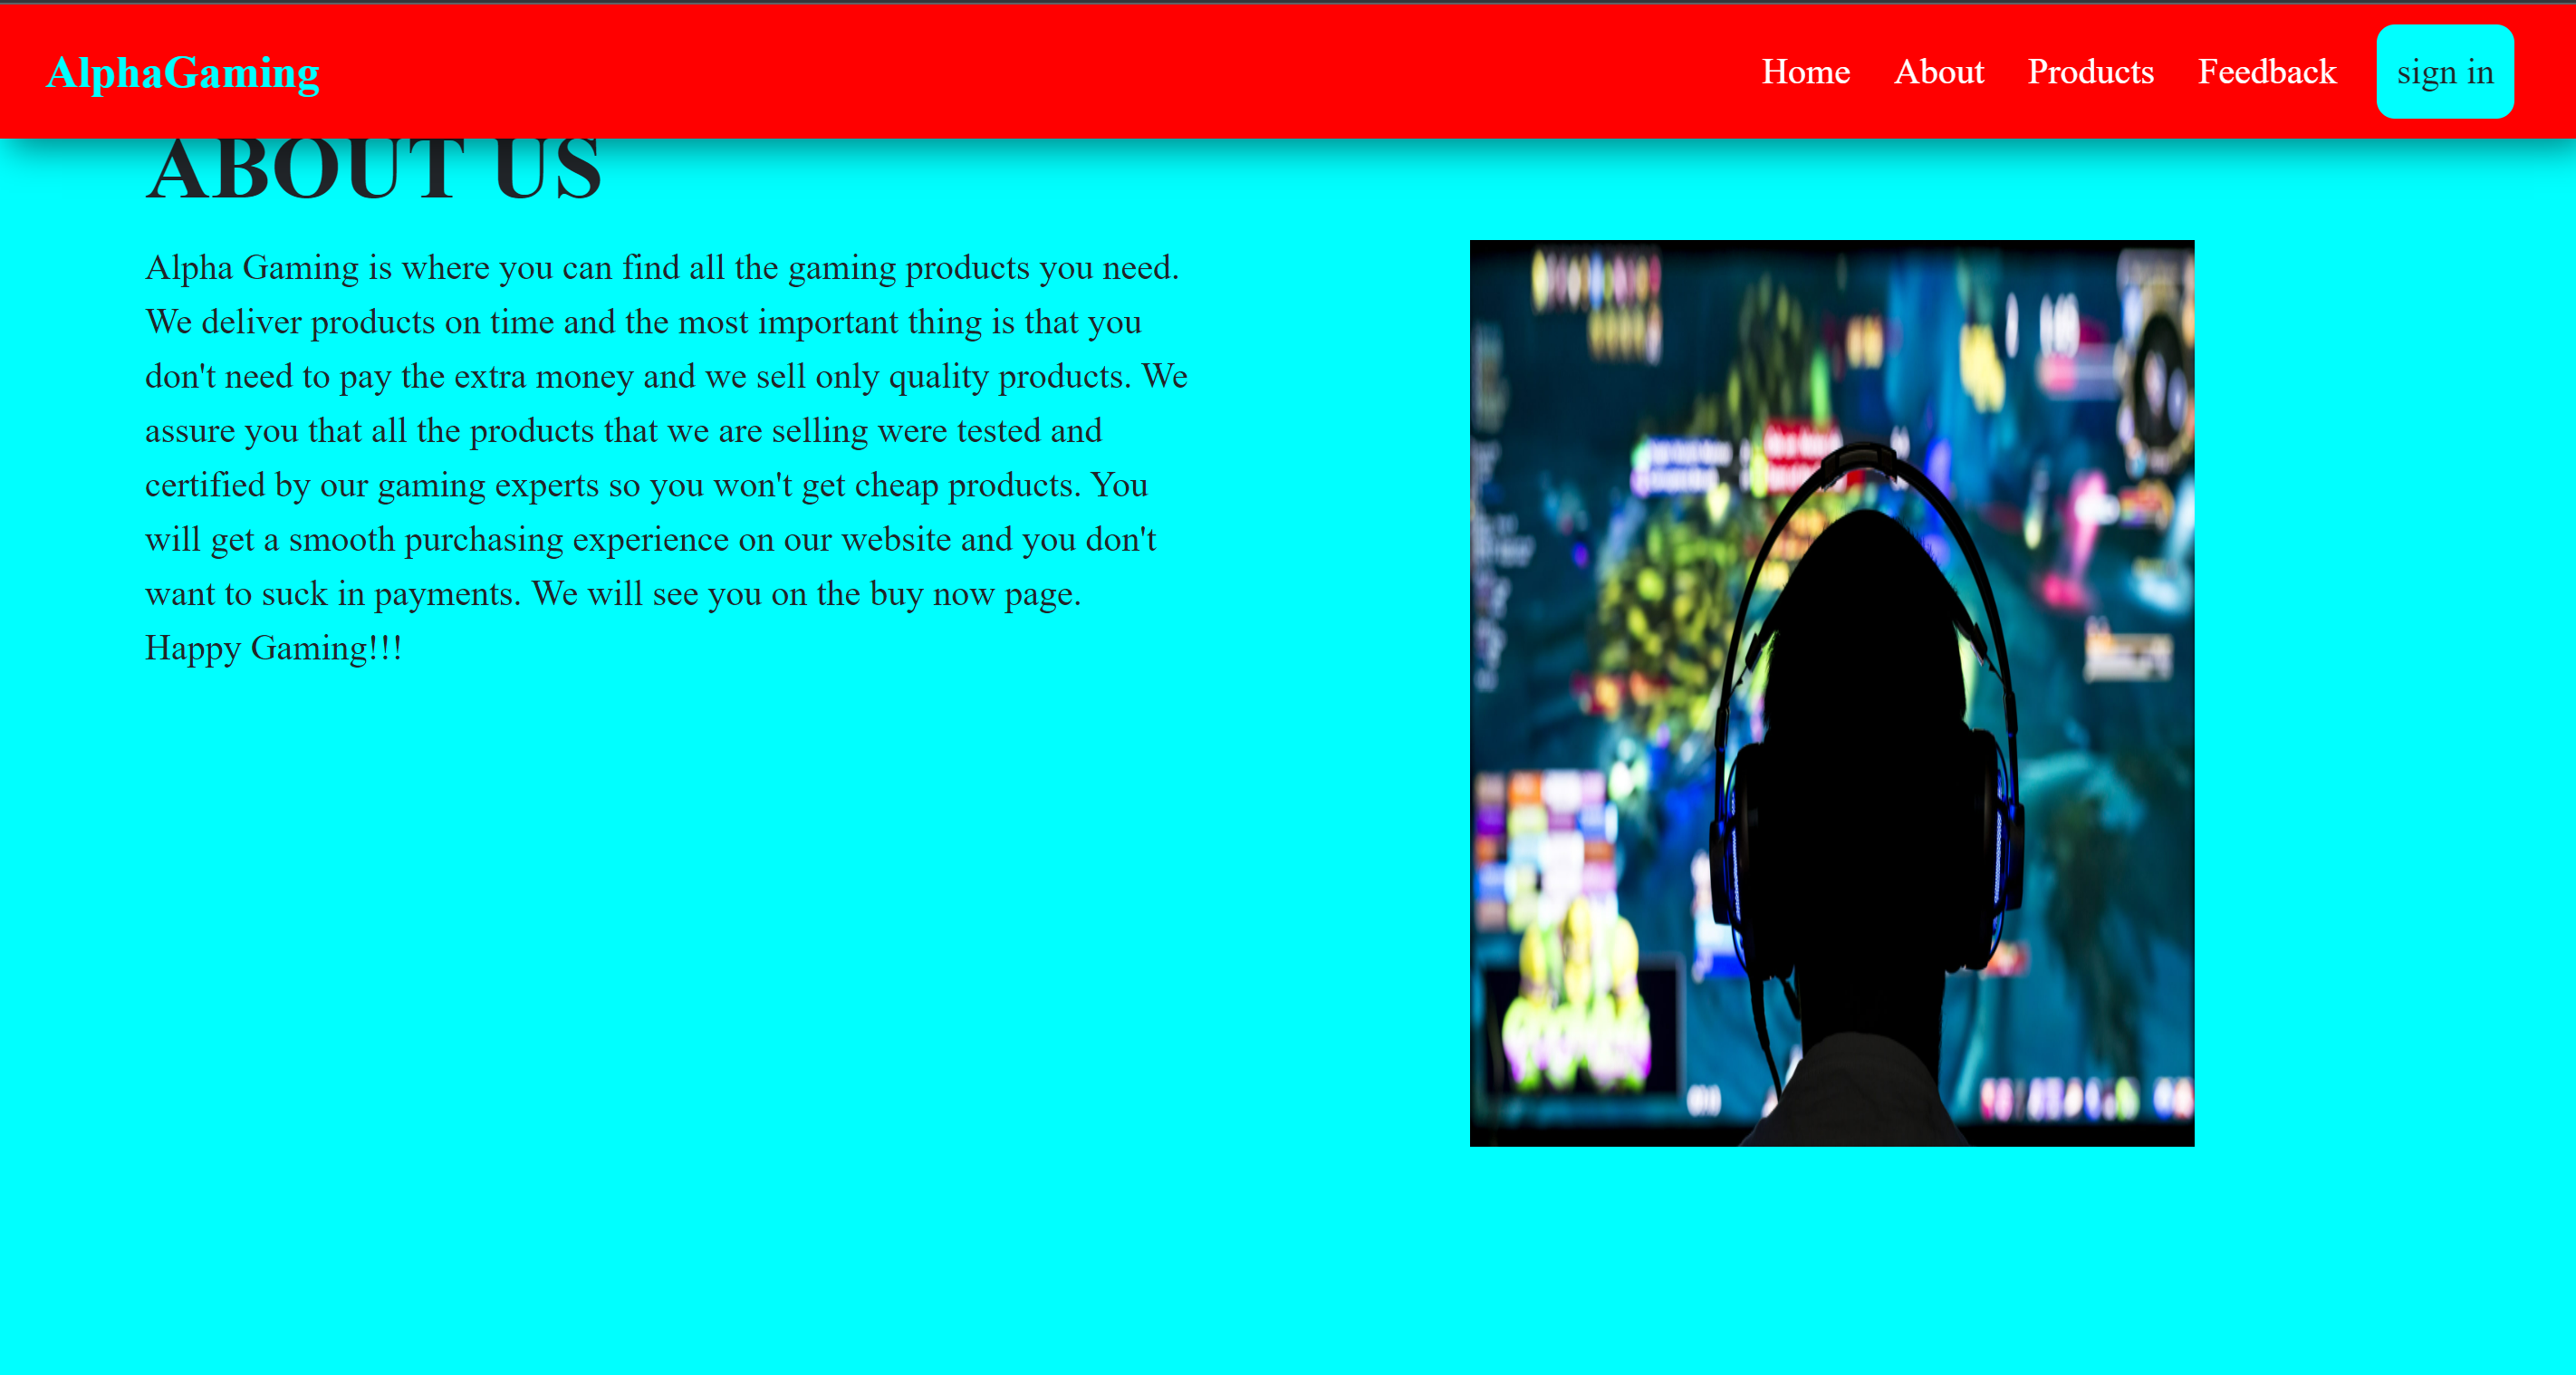 AlphaGaming
Home About Products Feedback sign in
ABOUT US
Alpha Gaming is where you can find all the gaming products you need.
We deliver products on time and the most important thing is that you
don't need to pay the extra money and we sell only quality products. We
assure you that all the products that we are selling were tested and
certified by our gaming experts so you won't get cheap products. You
will get a smooth purchasing experience on our website and you don't
want to suck in payments. We will see you on the buy now page.
Happy Gaming!!!